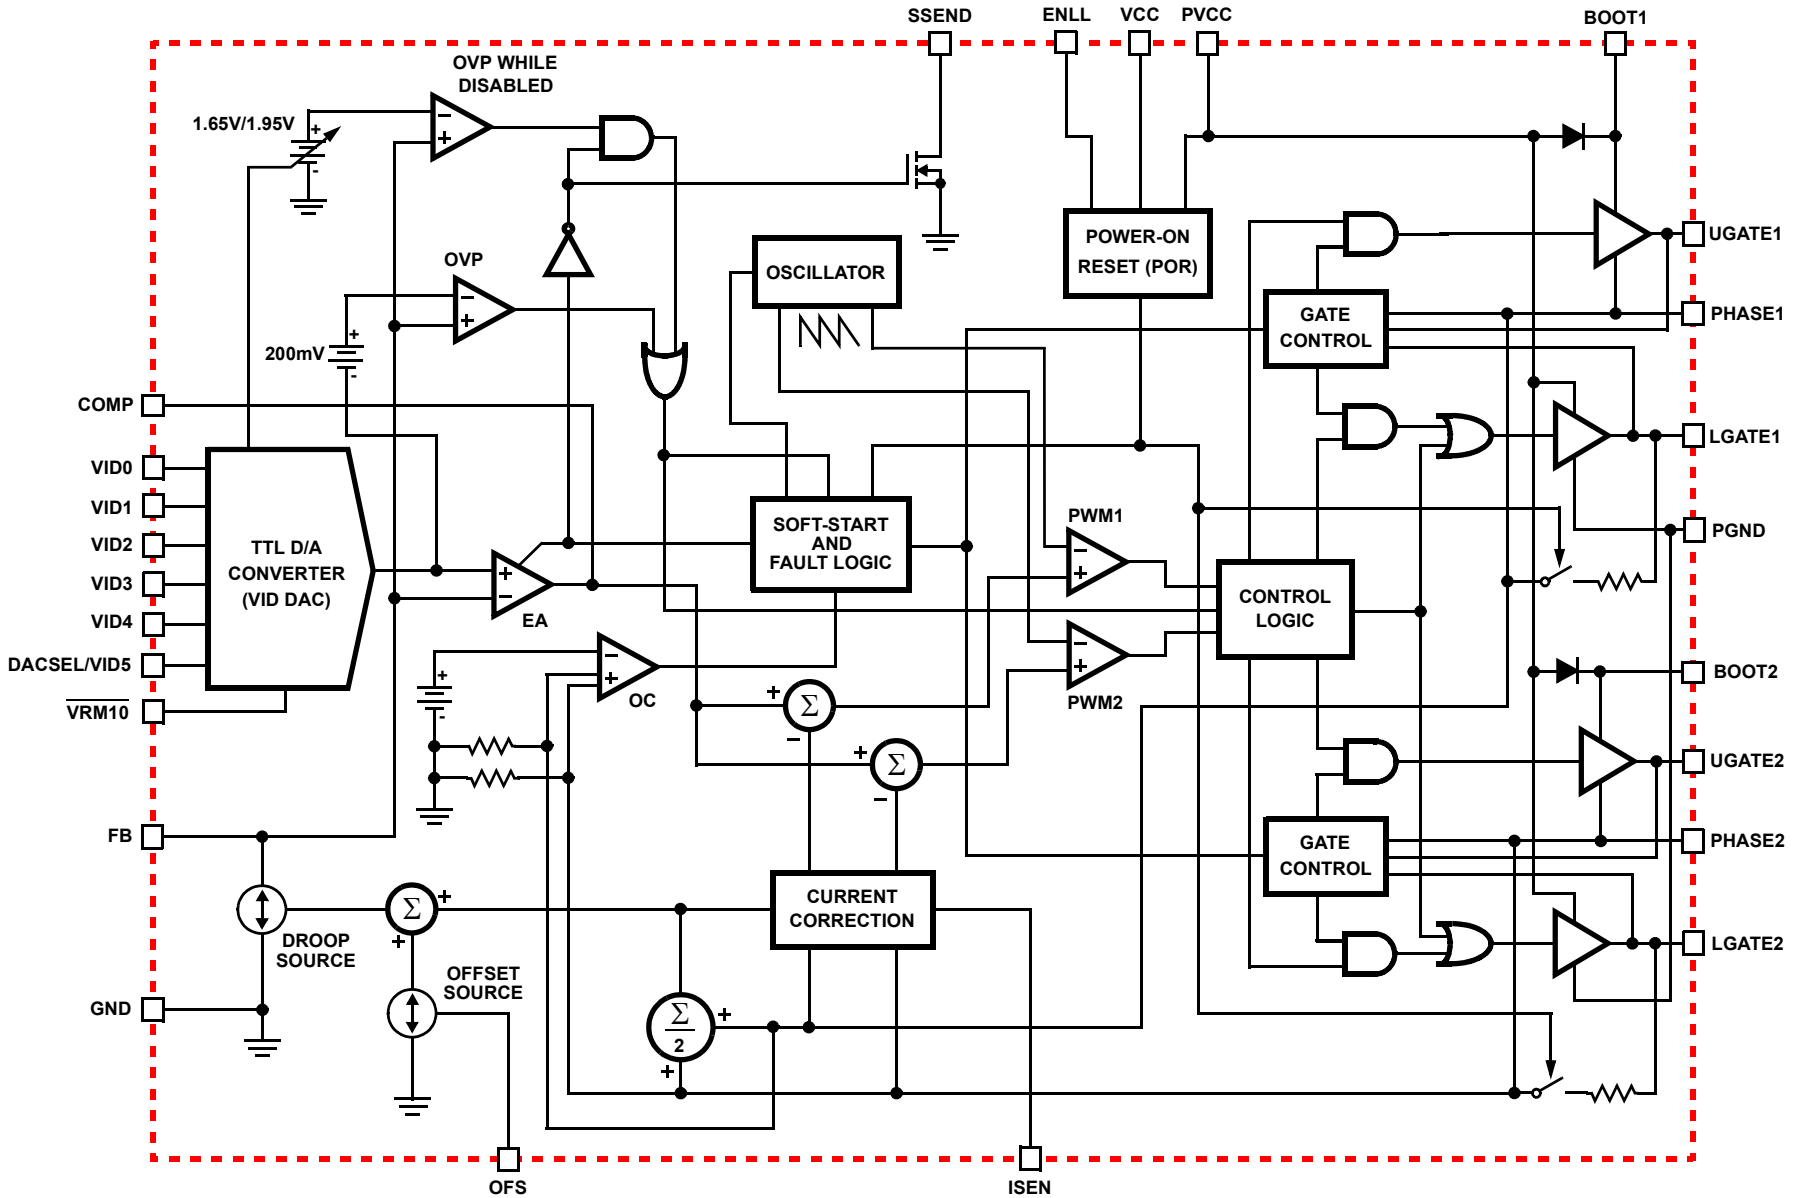 SSEND
ENLL
VCC
PVCC
BOOT1
OVP WHILE
DISABLED
1.65V/1.95V
+
-
−
+
UGATE1
POWER-ON
RESET (POR)
OVP
OSCILLATOR
−
+
+
-
200mV
GATE
CONTROL
PHASE1
COMP
LGATE1
VID0
VID1
VID2
VID3
VID4
DACSEL/VID5
VRM10
TTL D/A
CONVERTER
(VID DAC)
SOFT-START
AND
FAULT LOGIC
PWM1
−
+
PGND
+
−
EA
CONTROL
LOGIC
−
+
PWM2
+
-
−
+
OC
BOOT2
+
Σ
−
+
Σ
−
UGATE2
FB
GATE
CONTROL
PHASE2
DROOP
SOURCE
Σ
+
+
CURRENT
CORRECTION
LGATE2
OFFSET
SOURCE
GND
Σ
2
+
+
OFS
ISEN